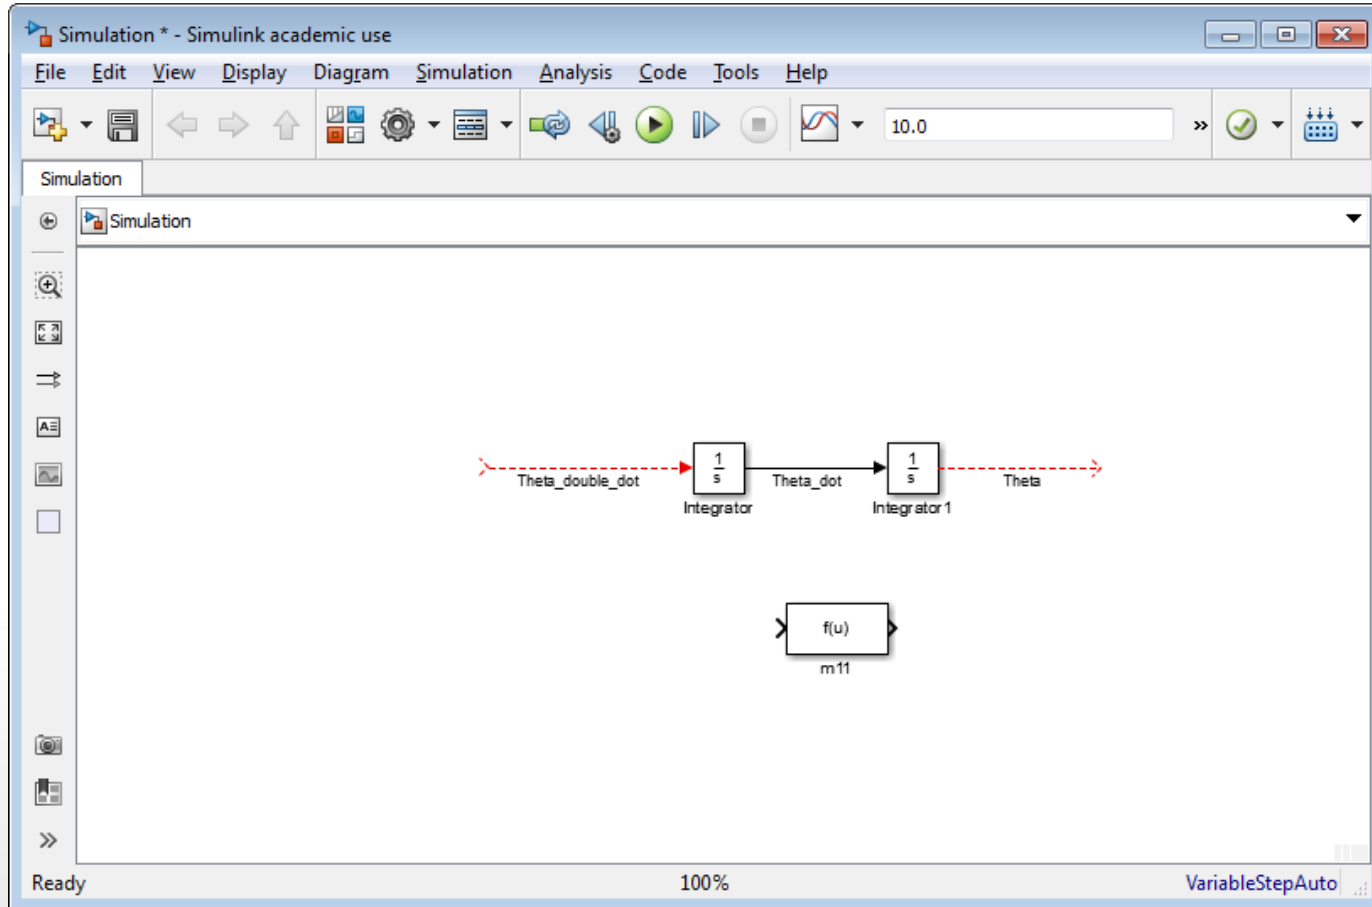 Simulation * - Simulink academic use
File Edit View Display Diagram Simulation Analysis Code Tools Help
10.0
Simulation
Simulation
1
s
1
s
Theta_double_dot
Theta_dot
Theta
Integrator
Integrator1
f(u)
m11
Ready 100% VariableStepAuto